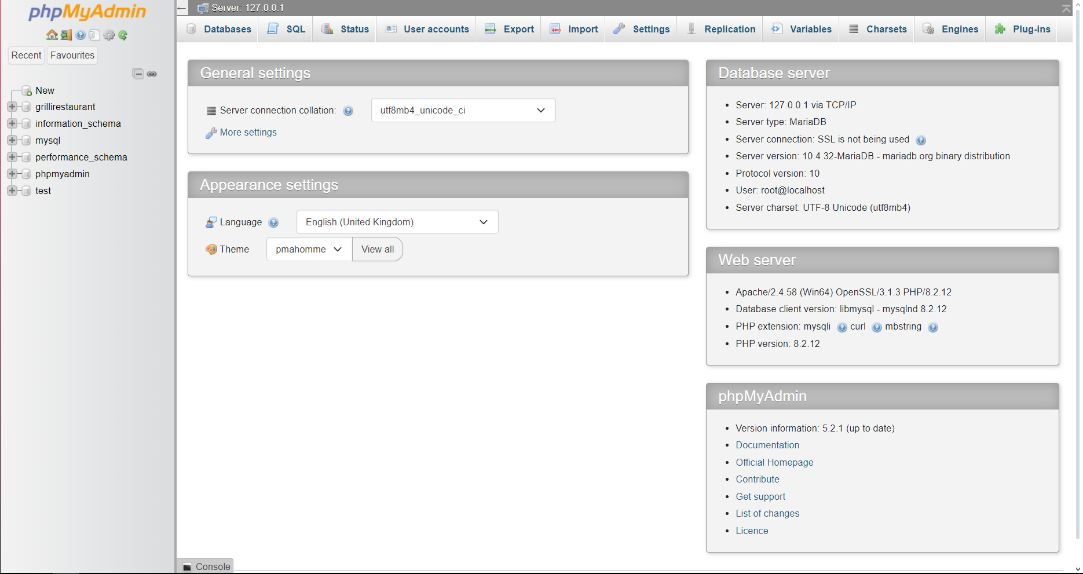 phpMyAdmin
Recent Favourites
New
grillirestaurant
information_schema
mysql
performance_schema
phpmyadmin
test
Server: 127.0.0.1
Databases SQL Status User accounts Export Import Settings Replication Variables Charsets Engines Plug-ins
General settings
Server connection collation: utf8mb4_unicode_ci
More settings
Appearance settings
Language English (United Kingdom)
Theme pmahomme View all
Database server
• Server: 127.0.0.1 via TCP/IP
• Server type: MariaDB
• Server connection: SSL is not being used
• Server version: 10.4.32-MariaDB - mariadb.org binary distribution
• Protocol version: 10
• User: root@localhost
• Server charset: UTF-8 Unicode (utf8mb4)
Web server
• Apache/2.4.58 (Win64) OpenSSL/3.1.3 PHP/8.2.12
• Database client version: libmysql - mysqlnd 8.2.12
• PHP extension: mysqli curl mbstring
• PHP version: 8.2.12
phpMyAdmin
• Version information: 5.2.1 (up to date)
• Documentation
• Official Homepage
• Contribute
• Get support
• List of changes
• Licence
Console